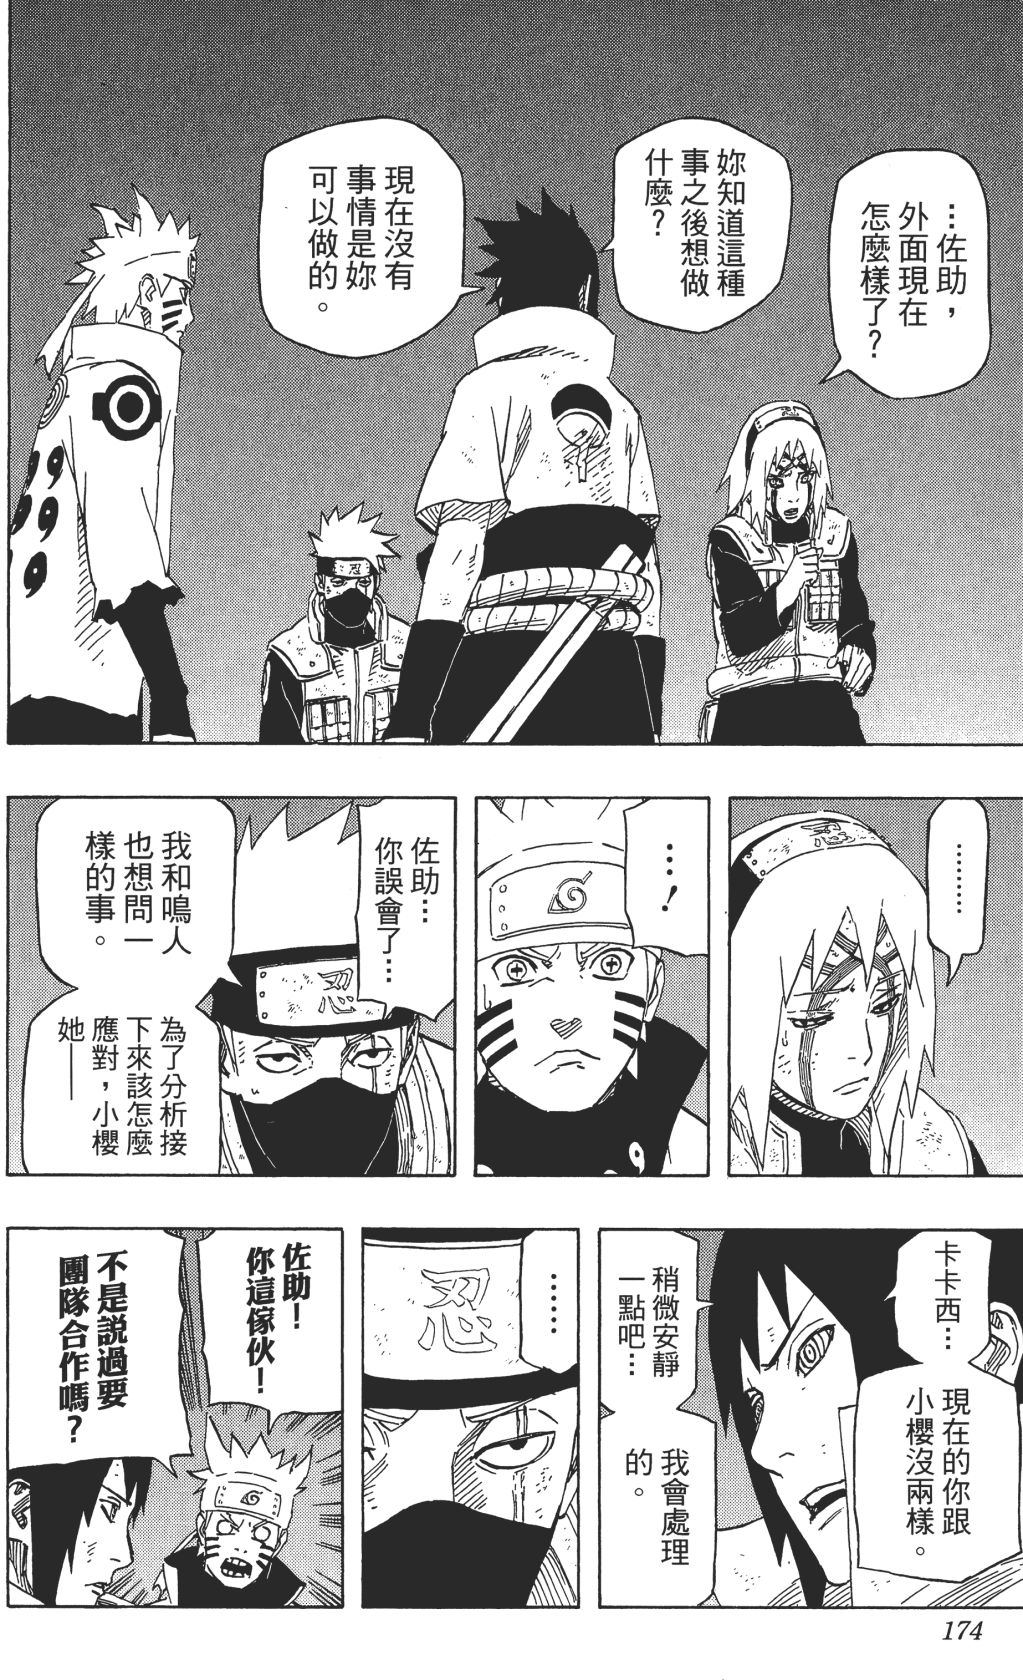 …佐助，
外面現在
怎麼樣了？
妳知道這種
事之後想做
什麼？
現在沒有
事情是妳
可以做的。
忍
忍
………
忍
…！
佐助…
你誤會了…
忍
我和鳴人
也想問一
樣的事。
為了分析接
下來該怎麼
應對，小櫻
她——
卡卡西…
現在的你跟
小櫻沒兩樣。
稍微安靜
一點吧…
我會處理
的。
……
忍
佐助！
你這傢伙！
不是說過要
團隊合作嗎？
174